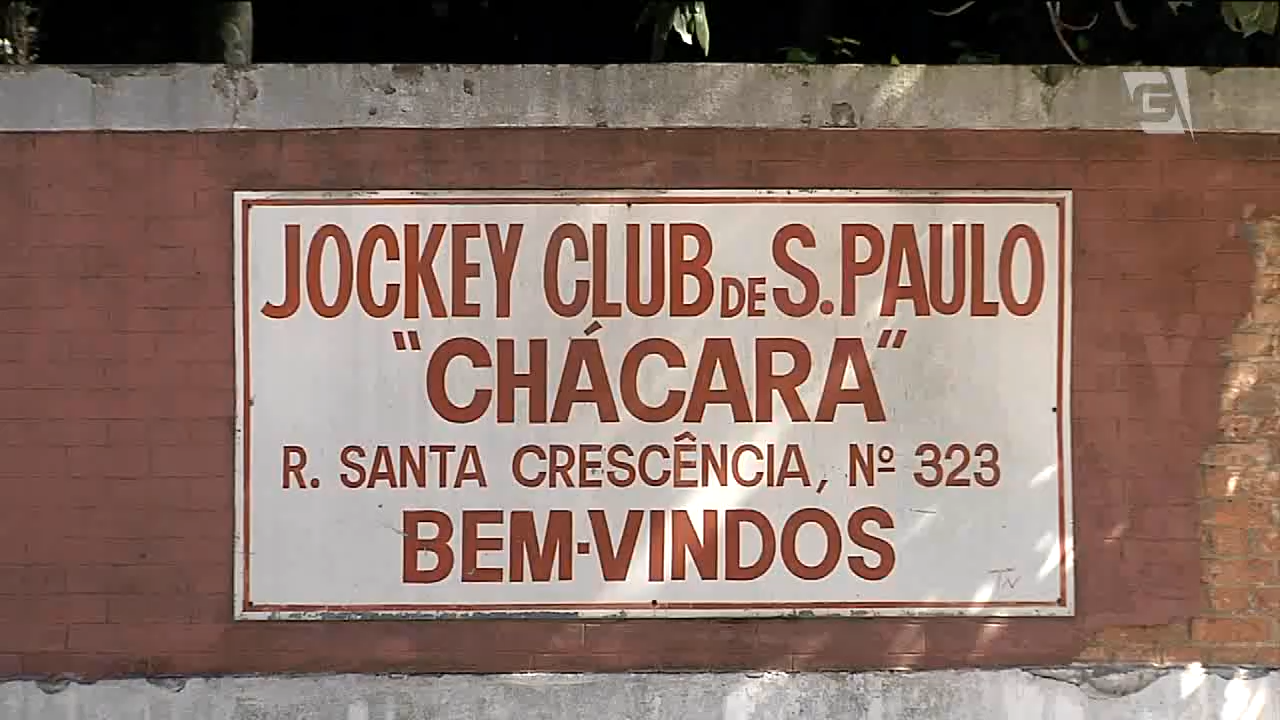 JOCKEY CLUB DE S. PAULO
"CHÁCARA"
R. SANTA CRESCÊNCIA, Nº 323
BEM-VINDOS